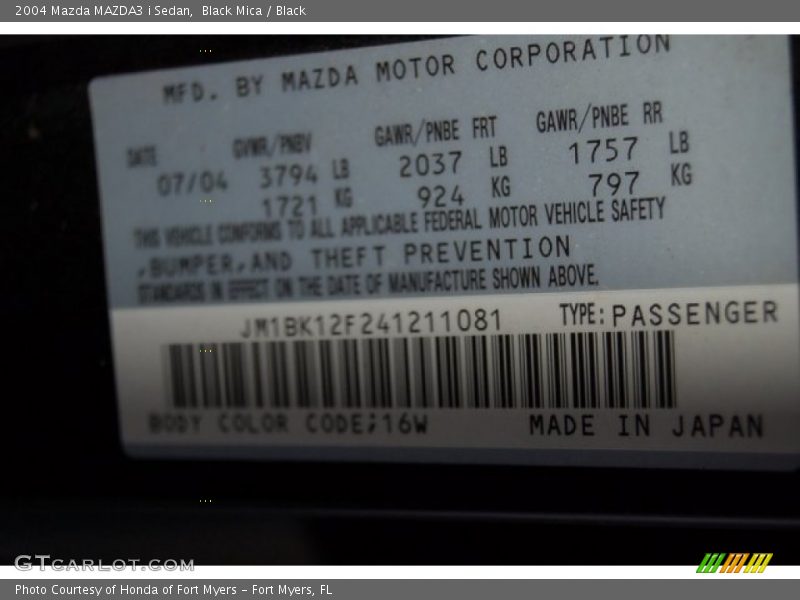 2004 Mazda MAZDA3 i Sedan,  Black Mica / Black
MFD. BY MAZDA MOTOR CORPORATION
DATE GVWR/PNBV GAWR/PNBE FRT GAWR/PNBE RR
07/04 3794 LB 2037 LB 1757 LB
1721 KG 924 KG 797 KG
THIS VEHICLE CONFORMS TO ALL APPLICABLE FEDERAL MOTOR VEHICLE SAFETY
,BUMPER,AND THEFT PREVENTION
STANDARDS IN EFFECT ON THE DATE OF MANUFACTURE SHOWN ABOVE.
JM1BK12F241211081 TYPE:PASSENGER
BODY COLOR CODE:16W MADE IN JAPAN
GTCARLOT.COM
Photo Courtesy of Honda of Fort Myers - Fort Myers, FL